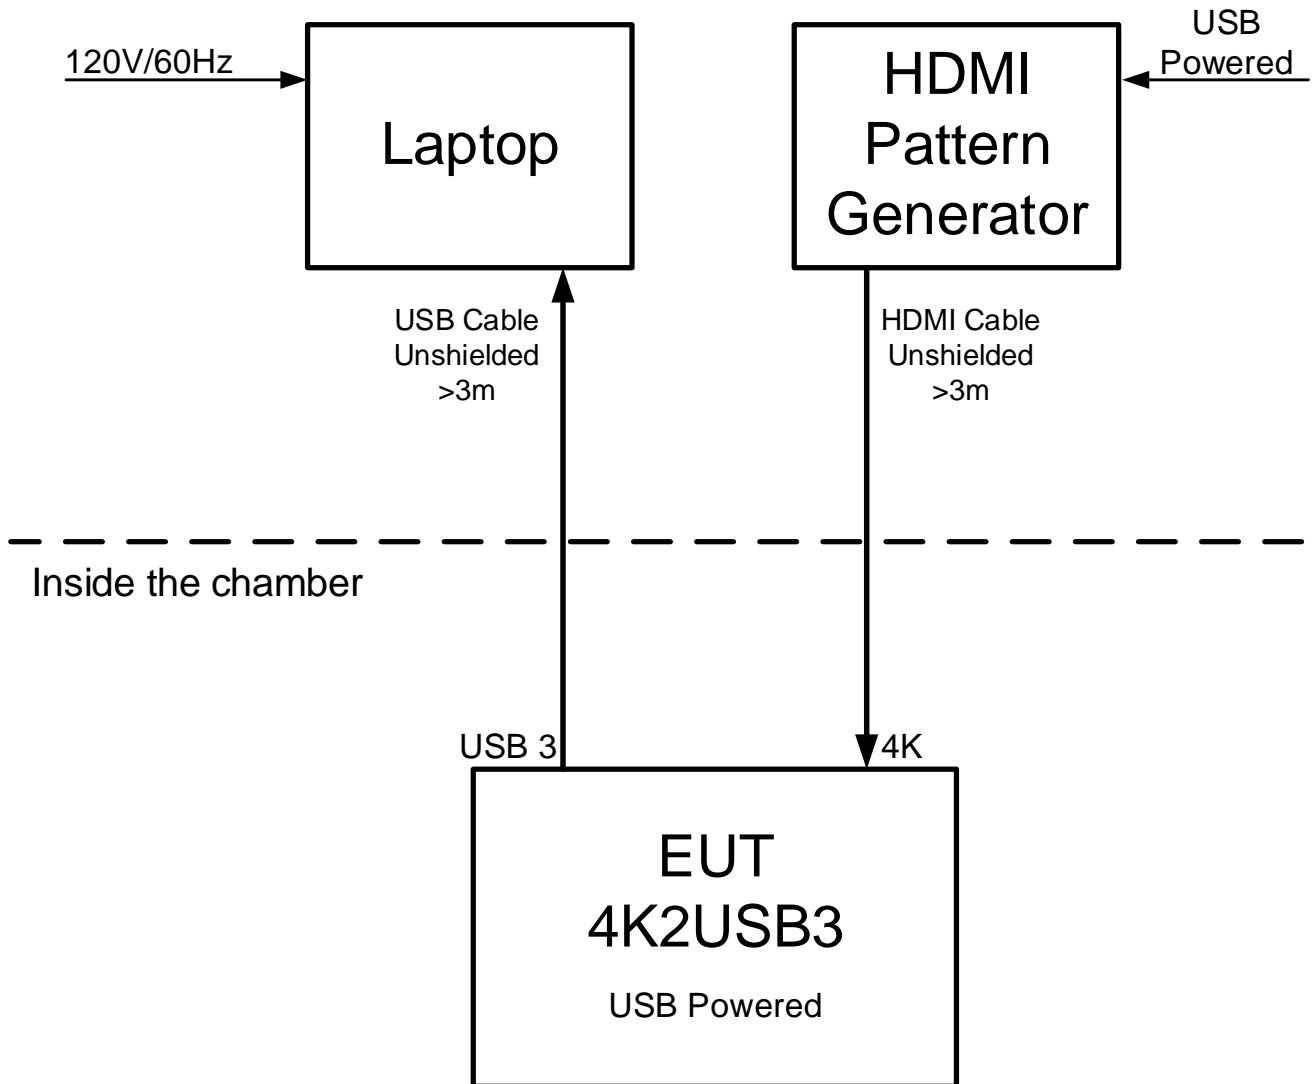 120V/60Hz
Laptop
HDMI
Pattern
Generator
USB
Powered
USB Cable
Unshielded
>3m
HDMI Cable
Unshielded
>3m
Inside the chamber
USB 3
4K
EUT
4K2USB3
USB Powered